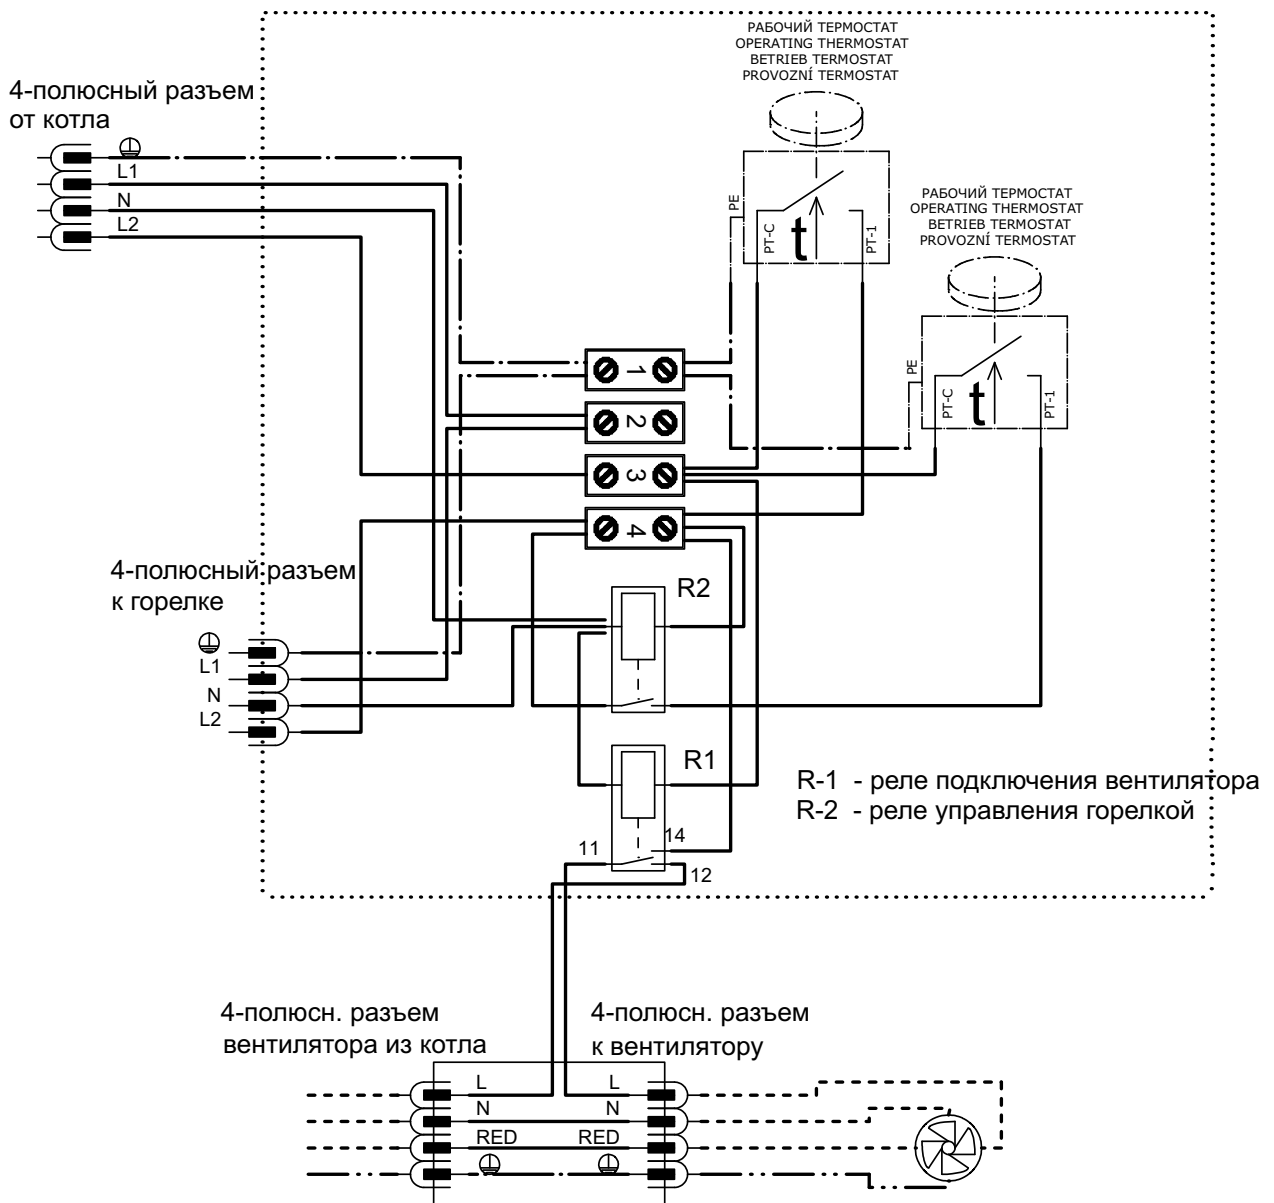 РАБОЧИЙ ТЕРМОСТАТ
OPERATING THERMOSTAT
BETRIEB TERMOSTAT
PROVOZNÍ TERMOSTAT
4-полюсный разъем
от котла
L1
N
L2
PE
PT-C
t
PT-1
РАБОЧИЙ ТЕРМОСТАТ
OPERATING THERMOSTAT
BETRIEB TERMOSTAT
PROVOZNÍ TERMOSTAT
PE
PT-C
t
PT-1
1
2
3
4
4-полюсный разъем
к горелке
L1
N
L2
R2
R1
14
11
12
R-1 - реле подключения вентилятора
R-2 - реле управления горелкой
4-полюсн. разъем
вентилятора из котла
4-полюсн. разъем
к вентилятору
L L
N N
RED RED